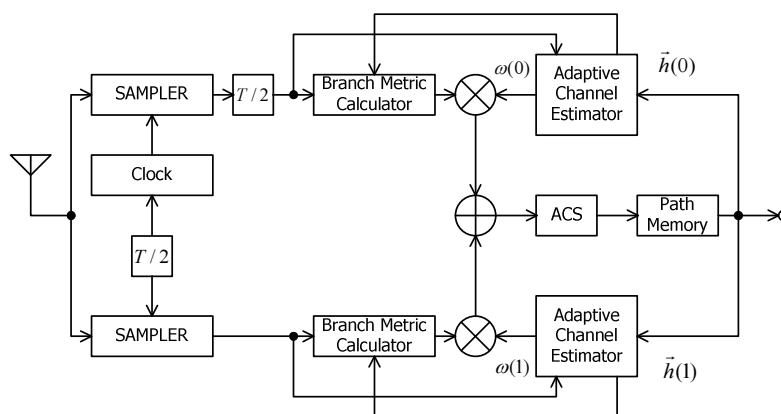 SAMPLER
T / 2
Branch Metric
Calculator
ω(0)
Adaptive
Channel
Estimator
h⃗(0)
Clock
ACS
Path
Memory
T / 2
SAMPLER
Branch Metric
Calculator
ω(1)
Adaptive
Channel
Estimator
h⃗(1)